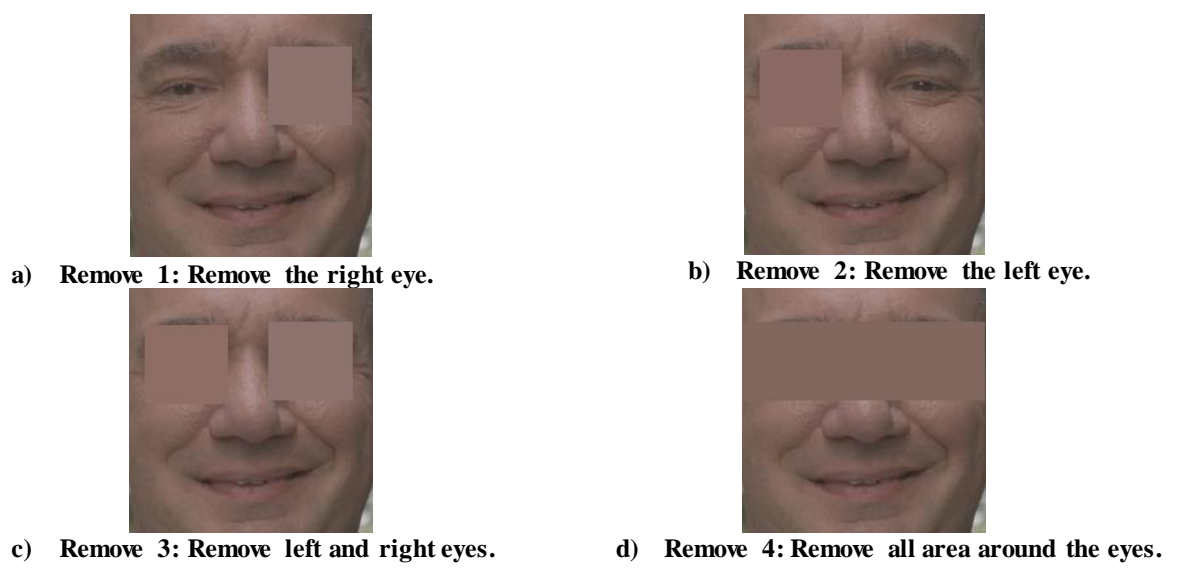 a) Remove 1: Remove the right eye.
b) Remove 2: Remove the left eye.
c) Remove 3: Remove left and right eyes.
d) Remove 4: Remove all area around the eyes.